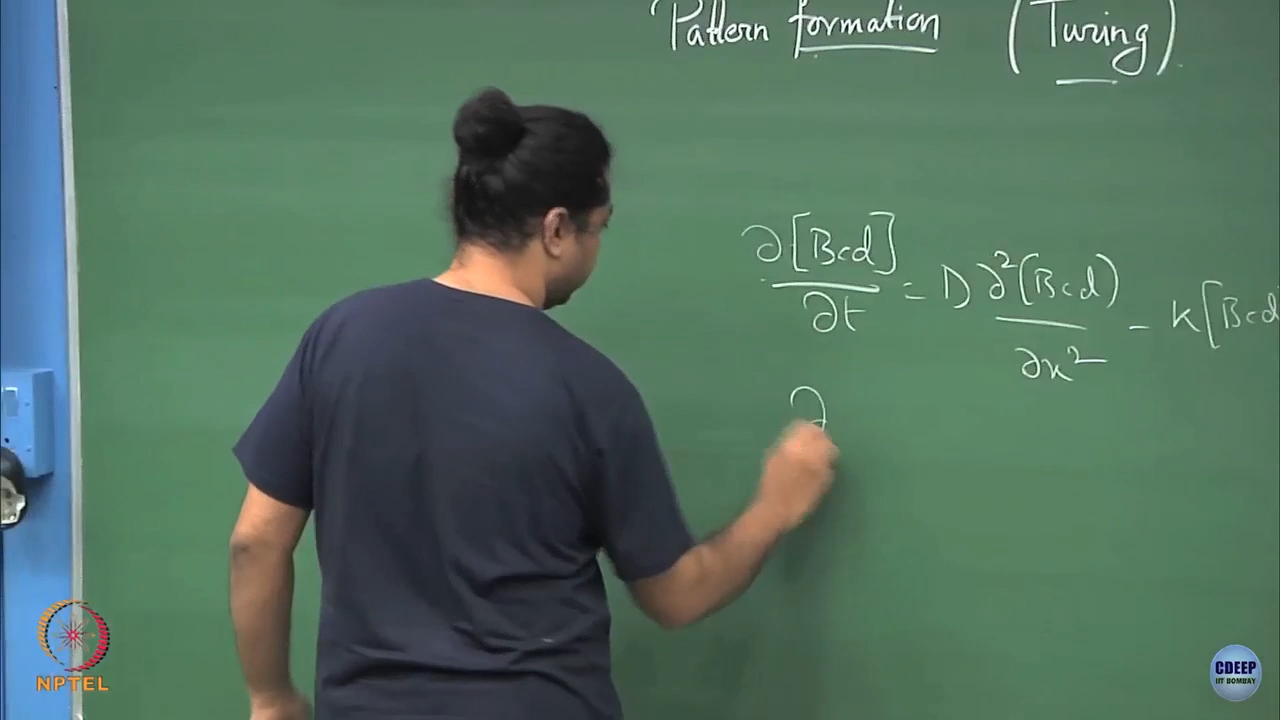 Pattern formation (Turing)
∂[Bcd]/∂t = D ∂²(Bcd)/∂x² - K[Bcd
∂
NPTEL
CDEEP
IIT BOMBAY